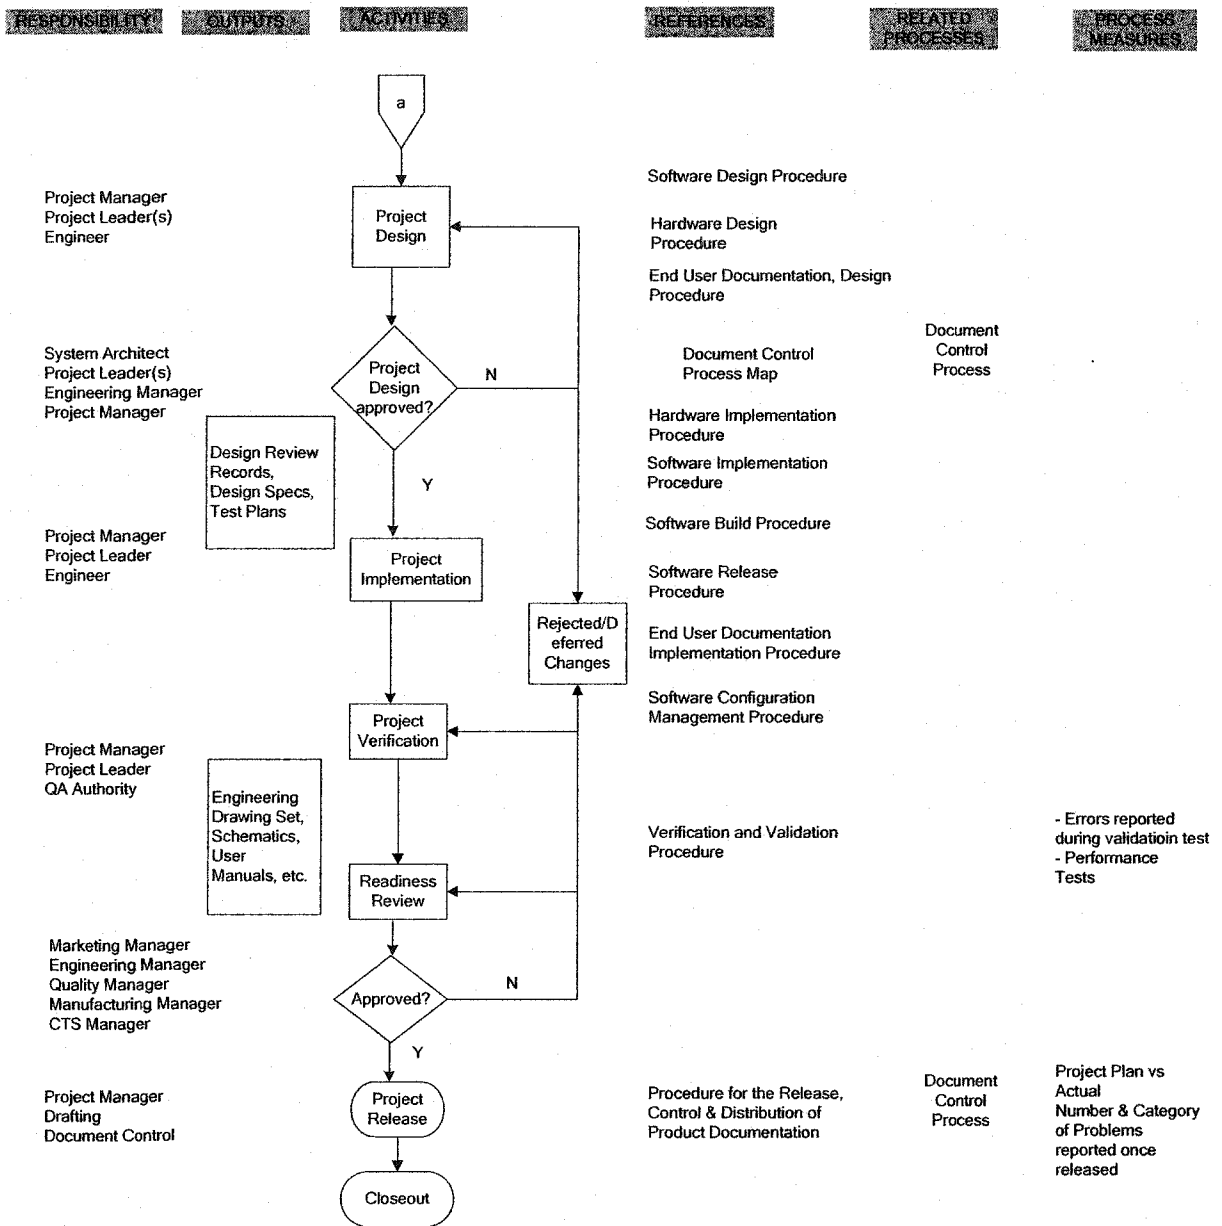 RESPONSIBILITY
OUTPUTS
ACTIVITIES
REFERENCES
RELATED
PROCESSES
PROCESS
MEASURES
a
Project Manager
Project Leader(s)
Engineer
Project
Design
Software Design Procedure
Hardware Design
Procedure
End User Documentation, Design
Procedure
System Architect
Project Leader(s)
Engineering Manager
Project Manager
Project
Design
approved?
N
Y
Document Control
Process Map
Document
Control
Process
Design Review
Records,
Design Specs,
Test Plans
Hardware Implementation
Procedure
Software Implementation
Procedure
Software Build Procedure
Project Manager
Project Leader
Engineer
Project
Implementation
Software Release
Procedure
Rejected/D
eferred
Changes
End User Documentation
Implementation Procedure
Software Configuration
Management Procedure
Project
Verification
Project Manager
Project Leader
QA Authority
Engineering
Drawing Set,
Schematics,
User
Manuals, etc.
Verification and Validation
Procedure
- Errors reported
during validatioin test
- Performance
Tests
Readiness
Review
Marketing Manager
Engineering Manager
Quality Manager
Manufacturing Manager
CTS Manager
Approved?
N
Y
Project Manager
Drafting
Document Control
Project
Release
Procedure for the Release,
Control & Distribution of
Product Documentation
Document
Control
Process
Project Plan vs
Actual
Number & Category
of Problems
reported once
released
Closeout